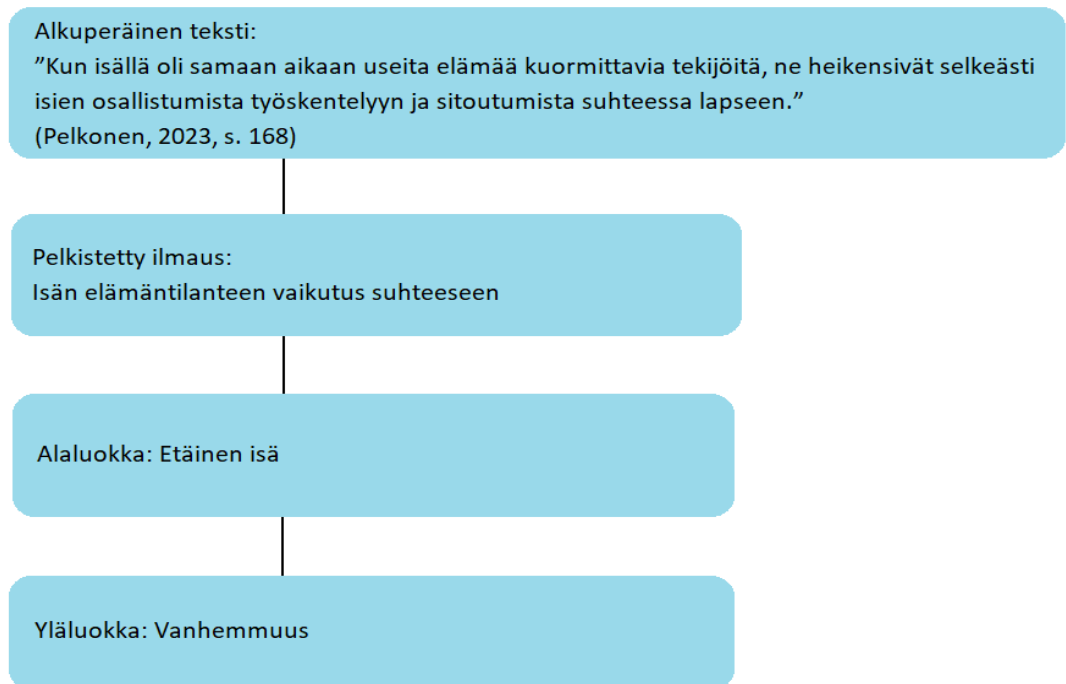 Alkuperäinen teksti:
”Kun isällä oli samaan aikaan useita elämää kuormittavia tekijöitä, ne heikensivät selkeästi
isien osallistumista työskentelyyn ja sitoutumista suhteessa lapseen.”
(Pelkonen, 2023, s. 168)
Pelkistetty ilmaus:
Isän elämäntilanteen vaikutus suhteeseen
Alaluokka: Etäinen isä
Yläluokka: Vanhemmuus